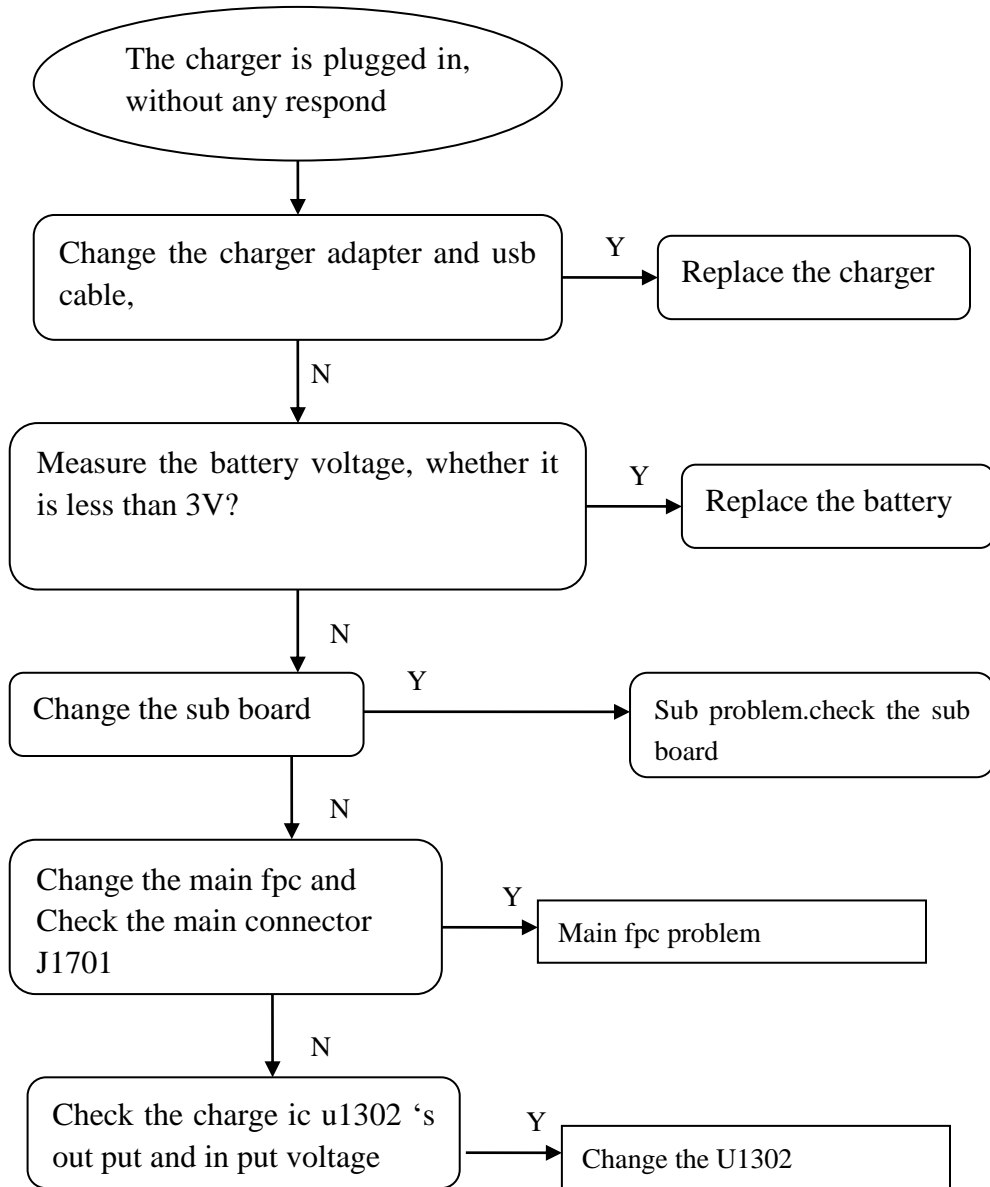 The charger is plugged in,
without any respond
Change the charger adapter and usb
cable,
Y
Replace the charger
N
Measure the battery voltage, whether it
is less than 3V?
Y
Replace the battery
N
Change the sub board
Y
Sub problem.check the sub
board
N
Change the main fpc and
Check the main connector
J1701
Y
Main fpc problem
N
Check the charge ic u1302 ‘s
out put and in put voltage
Y
Change the U1302